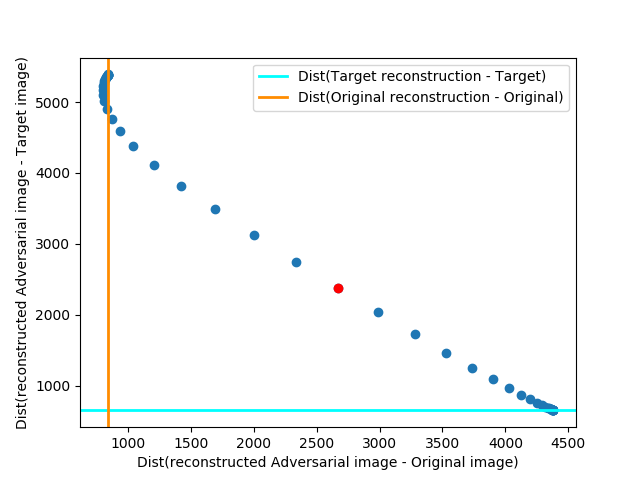 Dist(Target reconstruction - Target)
Dist(Original reconstruction - Original)
5000
4000
3000
2000
1000
Dist(reconstructed Adversarial image - Target image)
1000 1500 2000 2500 3000 3500 4000 4500
Dist(reconstructed Adversarial image - Original image)